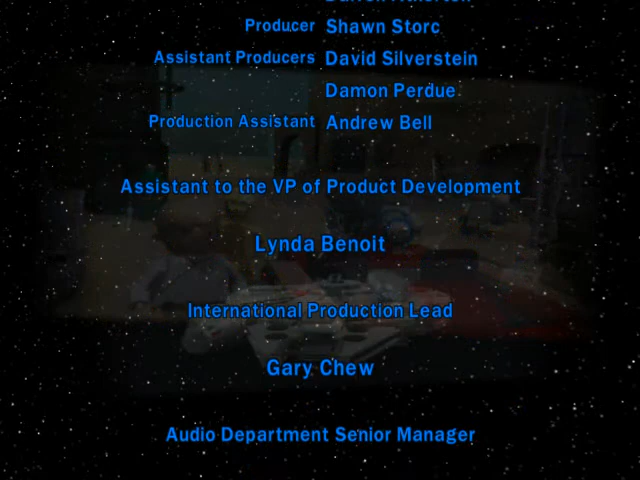 Producer Shawn Storc
Assistant Producers David Silverstein
Damon Perdue
Production Assistant Andrew Bell
Assistant to the VP of Product Development
Lynda Benoit
International Production Lead
Gary Chew
Audio Department Senior Manager